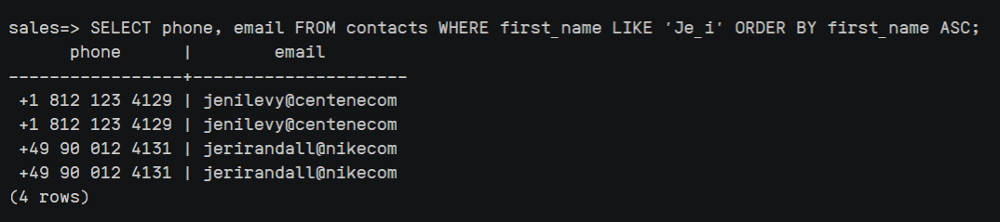 sales=> SELECT phone, email FROM contacts WHERE first_name LIKE 'Je_i' ORDER BY first_name ASC;
      phone      |        email
-----------------+---------------------
 +1 812 123 4129 | jenilevy@centenecom
 +1 812 123 4129 | jenilevy@centenecom
 +49 90 012 4131 | jerirandall@nikecom
 +49 90 012 4131 | jerirandall@nikecom
(4 rows)